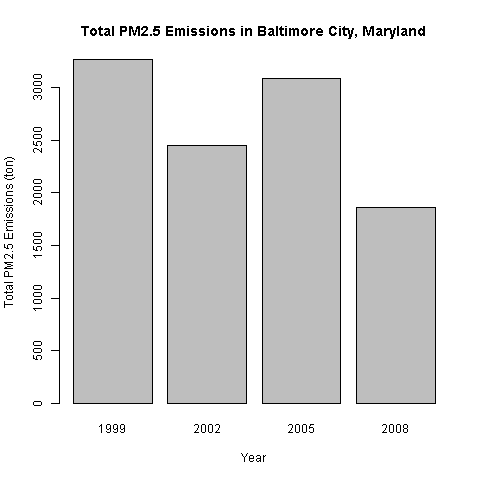 Total PM2.5 Emissions in Baltimore City, Maryland
Total PM2.5 Emissions (ton)
3000
2500
2000
1500
1000
500
0
1999 2002 2005 2008
Year